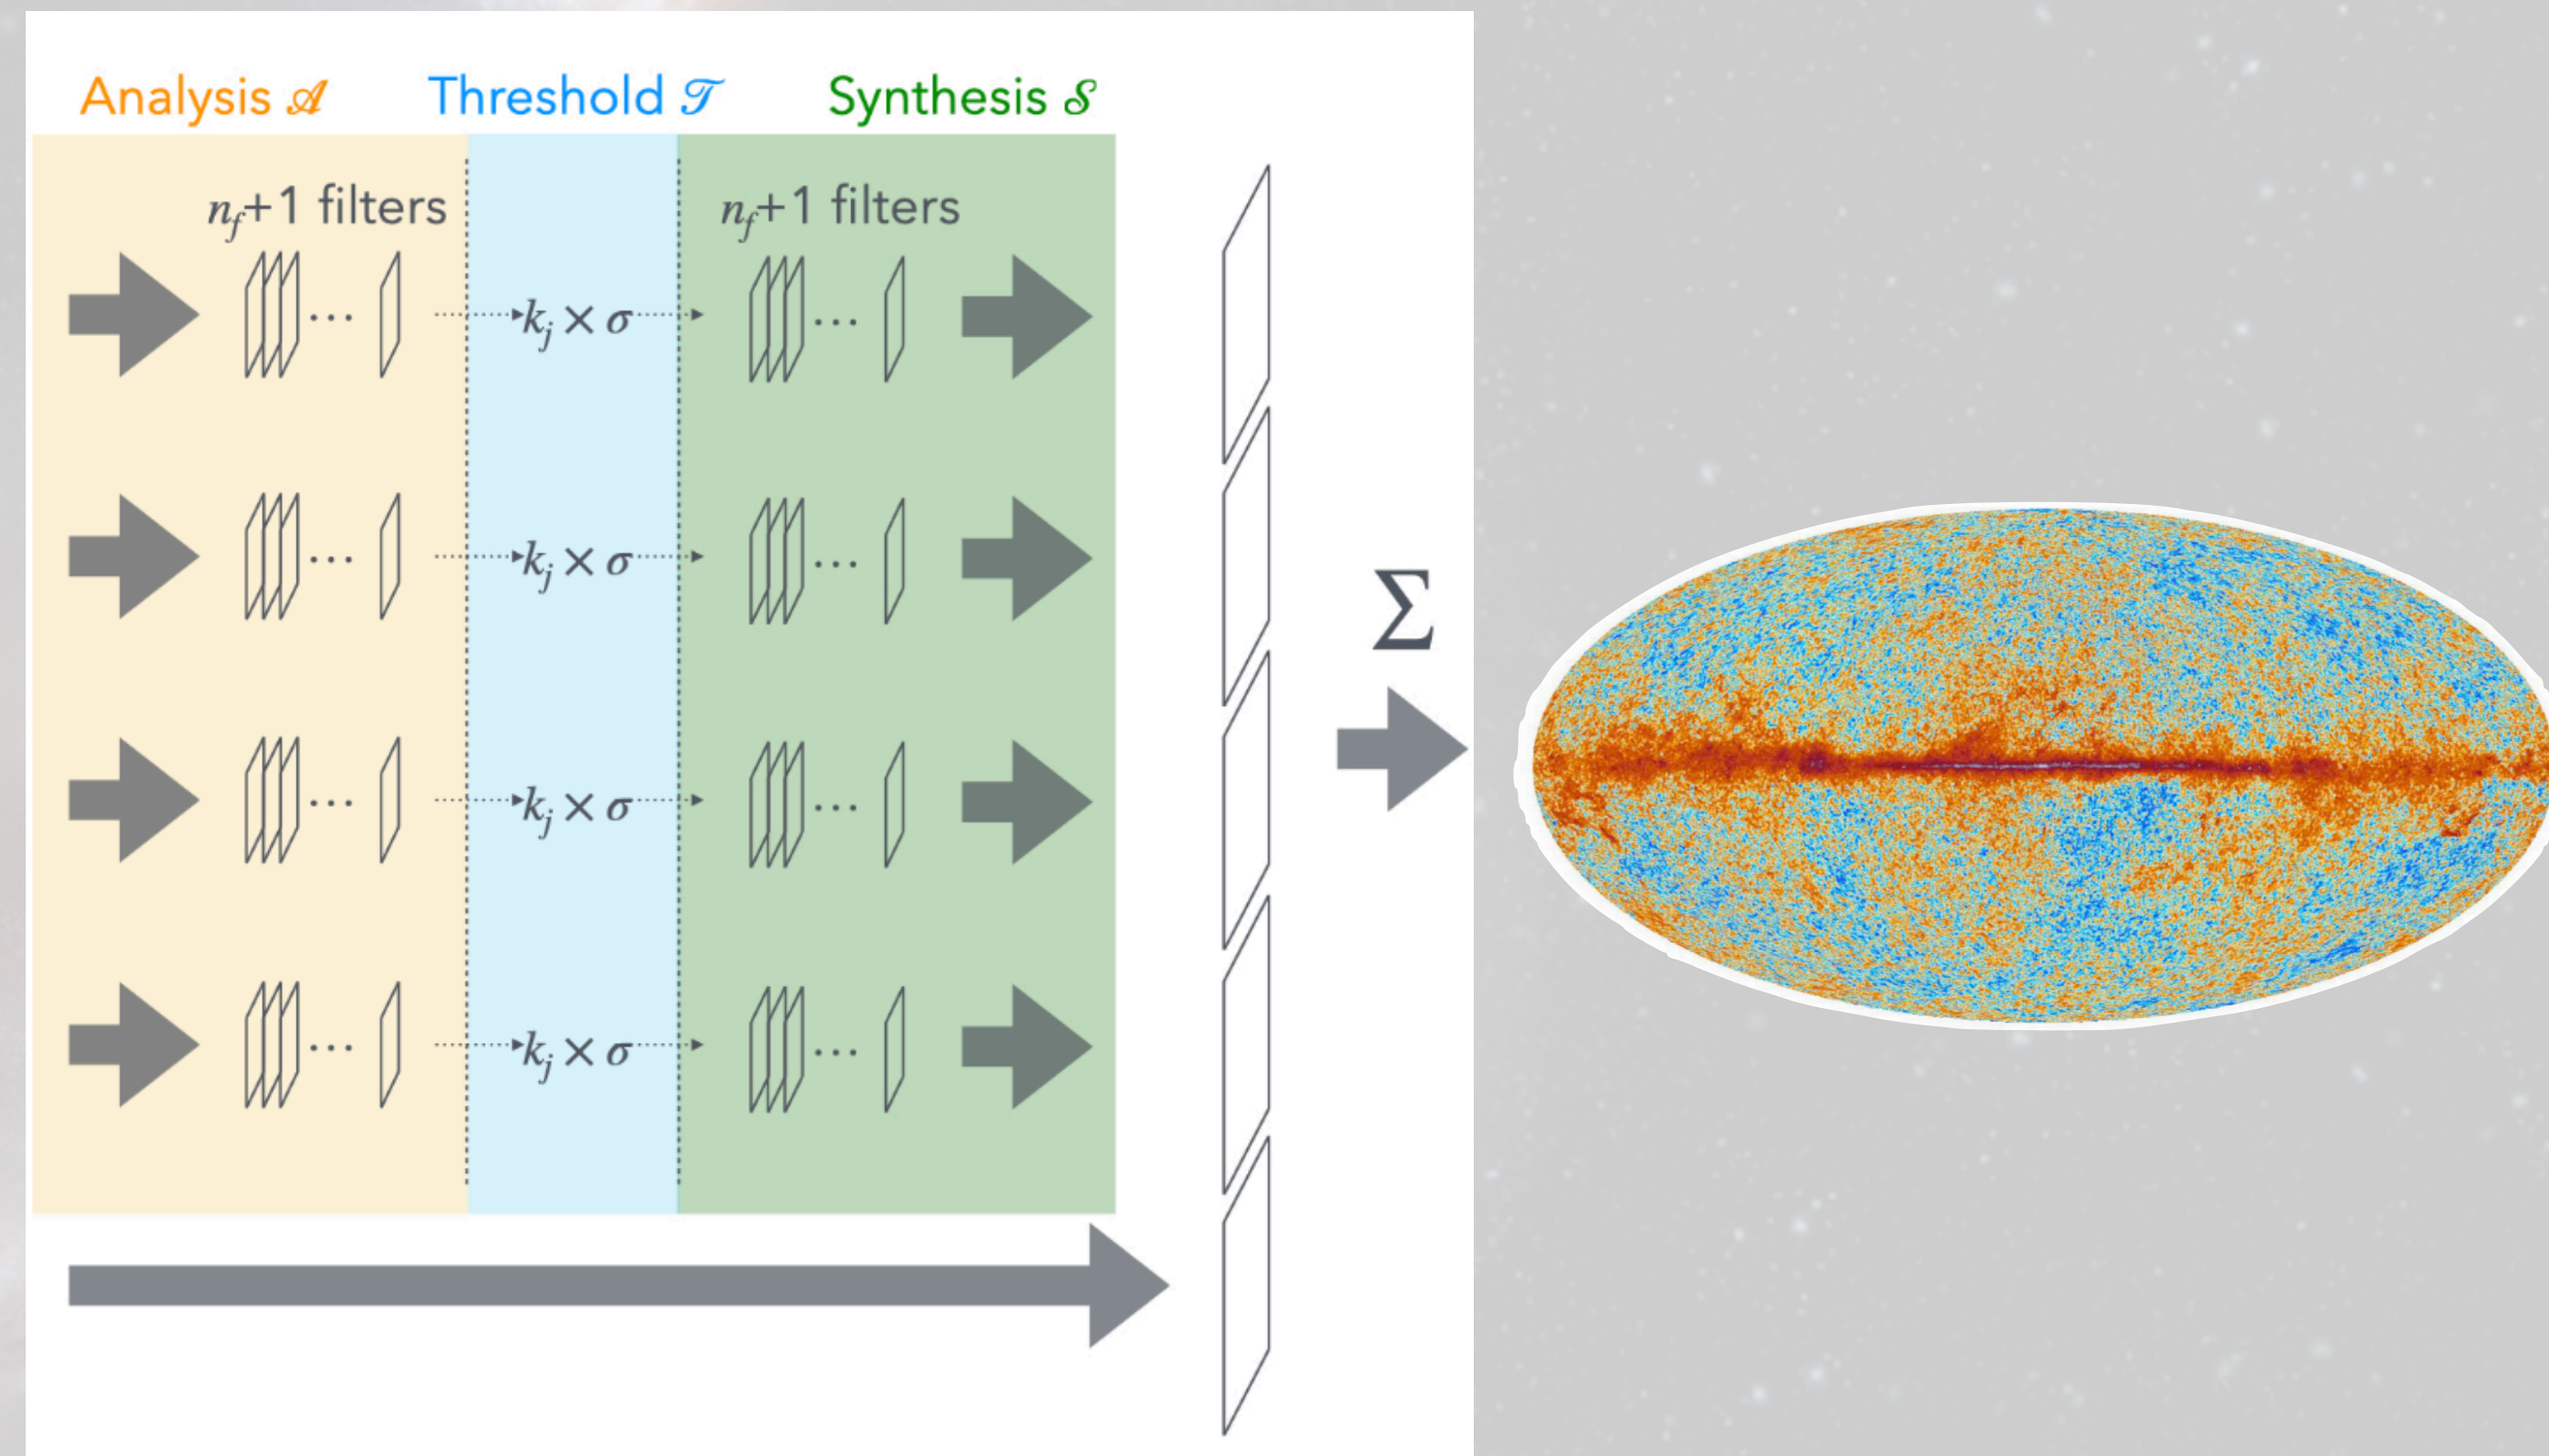 Analysis 𝒜
Threshold 𝒯
Synthesis 𝒮
n_f+1 filters
n_f+1 filters
... k_j × σ ...
... k_j × σ ...
... k_j × σ ...
... k_j × σ ...
Σ